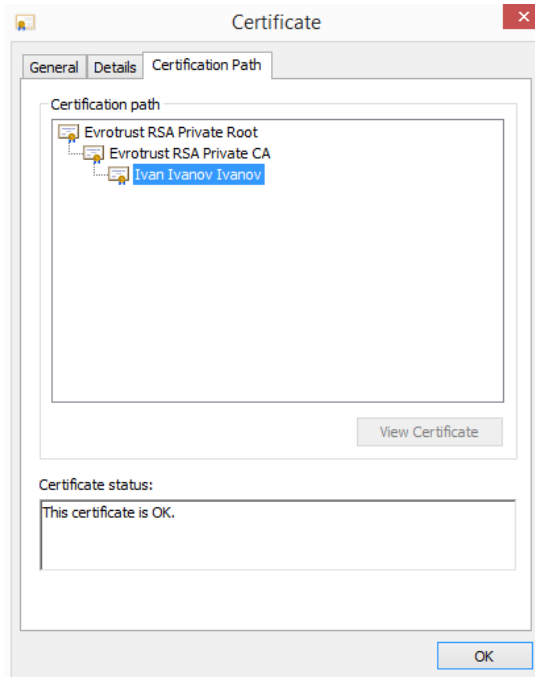 Certificate
General Details Certification Path
Certification path
Evrotrust RSA Private Root
Evrotrust RSA Private CA
Ivan Ivanov Ivanov
View Certificate
Certificate status:
This certificate is OK.
OK